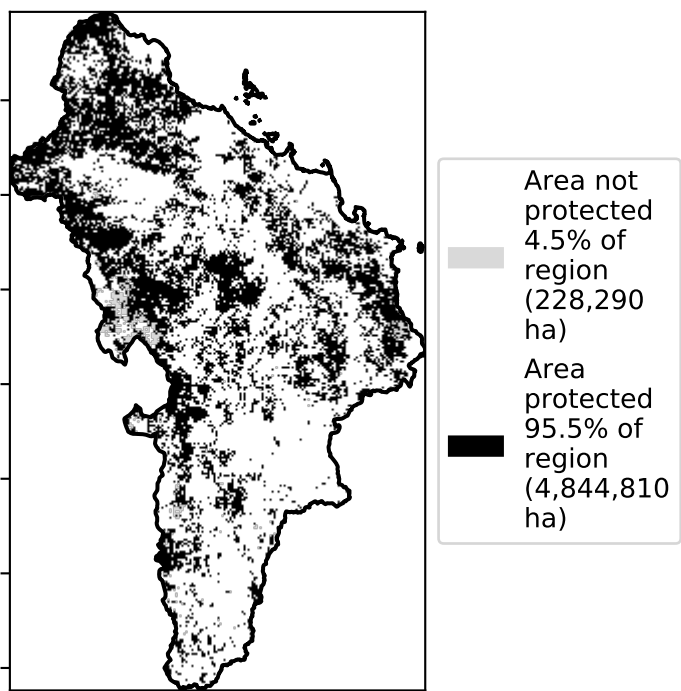 Area not
protected
4.5% of
region
(228,290
ha)
Area
protected
95.5% of
region
(4,844,810
ha)